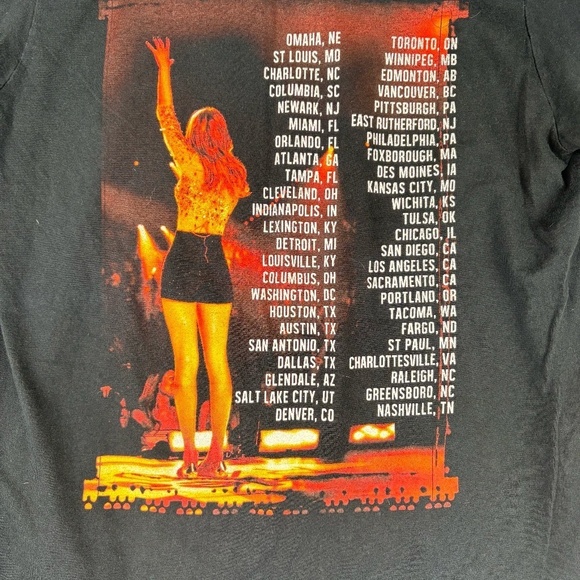 OMAHA, NE
ST LOUIS, MO
CHARLOTTE, NC
COLUMBIA, SC
NEWARK, NJ
MIAMI, FL
ORLANDO, FL
ATLANTA, GA
TAMPA, FL
CLEVELAND, OH
INDIANAPOLIS, IN
LEXINGTON, KY
DETROIT, MI
LOUISVILLE, KY
COLUMBUS, OH
WASHINGTON, DC
HOUSTON, TX
AUSTIN, TX
SAN ANTONIO, TX
DALLAS, TX
GLENDALE, AZ
SALT LAKE CITY, UT
DENVER, CO
TORONTO, ON
WINNIPEG, MB
EDMONTON, AB
VANCOUVER, BC
PITTSBURGH, PA
EAST RUTHERFORD, NJ
PHILADELPHIA, PA
FOXBOROUGH, MA
DES MOINES, IA
KANSAS CITY, MO
WICHITA, KS
TULSA, OK
CHICAGO, IL
SAN DIEGO, CA
LOS ANGELES, CA
SACRAMENTO, CA
PORTLAND, OR
TACOMA, WA
FARGO, ND
ST PAUL, MN
CHARLOTTESVILLE, VA
RALEIGH, NC
GREENSBORO, NC
NASHVILLE, TN